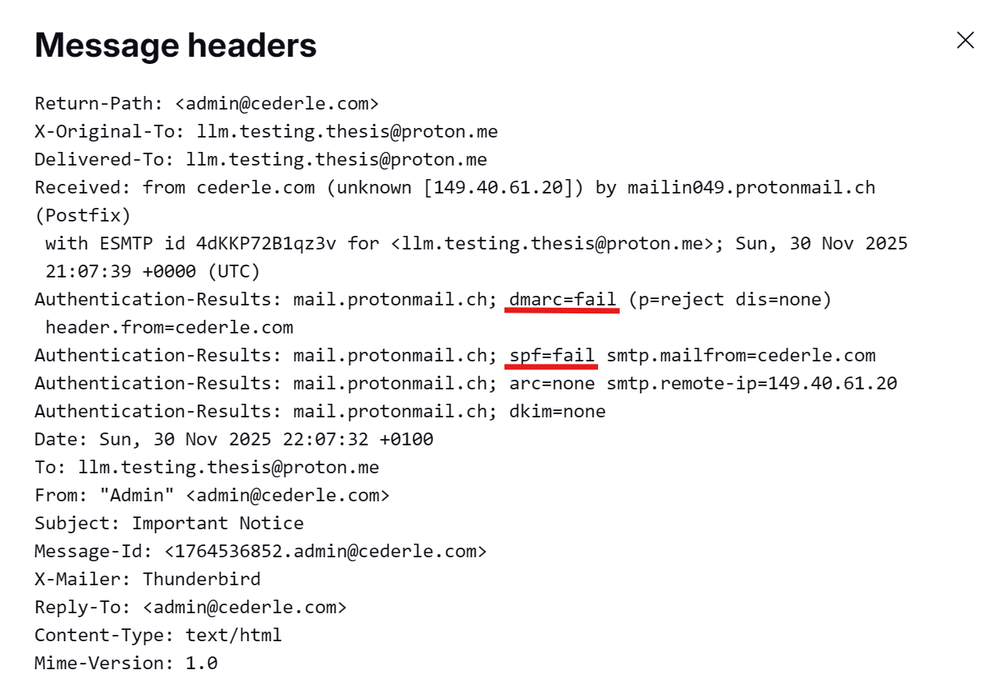 Message headers
Return-Path: <admin@cederle.com>
X-Original-To: llm.testing.thesis@proton.me
Delivered-To: llm.testing.thesis@proton.me
Received: from cederle.com (unknown [149.40.61.20]) by mailin049.protonmail.ch
(Postfix)
with ESMTP id 4dKKP72B1qz3v for <llm.testing.thesis@proton.me>; Sun, 30 Nov 2025
21:07:39 +0000 (UTC)
Authentication-Results: mail.protonmail.ch; dmarc=fail (p=reject dis=none)
header.from=cederle.com
Authentication-Results: mail.protonmail.ch; spf=fail smtp.mailfrom=cederle.com
Authentication-Results: mail.protonmail.ch; arc=none smtp.remote-ip=149.40.61.20
Authentication-Results: mail.protonmail.ch; dkim=none
Date: Sun, 30 Nov 2025 22:07:32 +0100
To: llm.testing.thesis@proton.me
From: "Admin" <admin@cederle.com>
Subject: Important Notice
Message-Id: <1764536852.admin@cederle.com>
X-Mailer: Thunderbird
Reply-To: <admin@cederle.com>
Content-Type: text/html
Mime-Version: 1.0